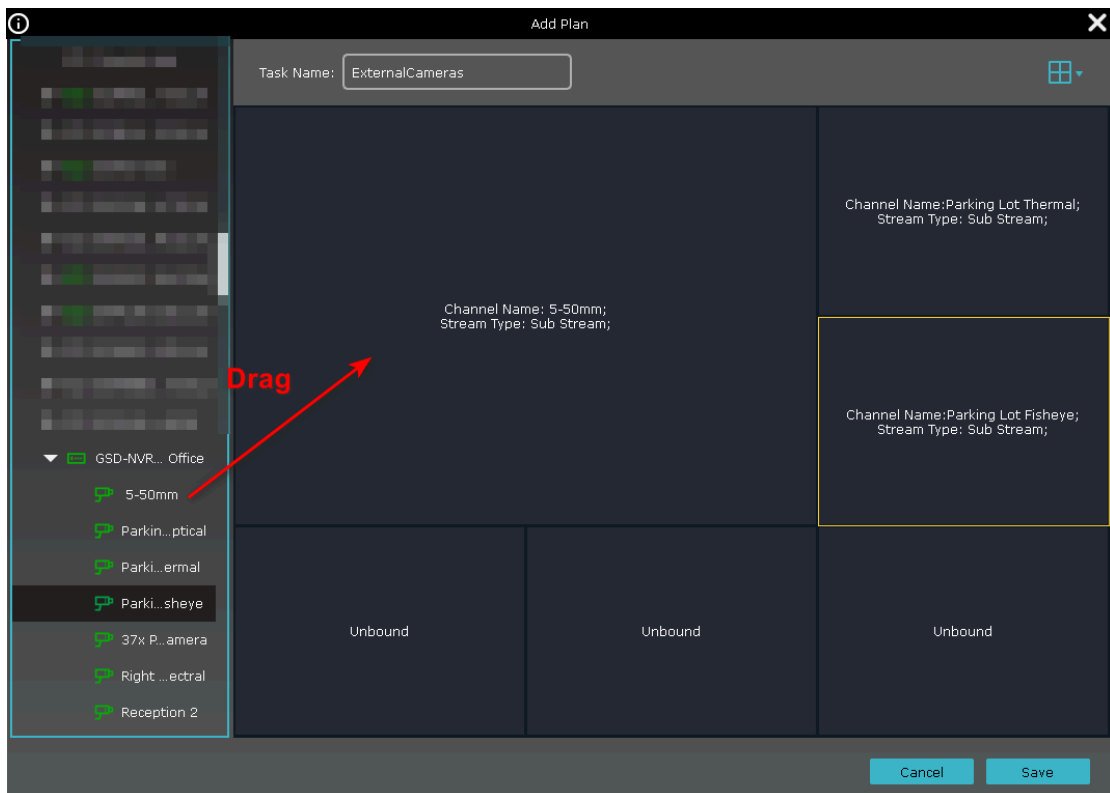 Add Plan
Task Name: ExternalCameras
Channel Name: 5-50mm;
Stream Type: Sub Stream;
Channel Name:Parking Lot Thermal;
Stream Type: Sub Stream;
Channel Name:Parking Lot Fisheye;
Stream Type: Sub Stream;
Drag
GSD-NVR... Office
5-50mm
Parkin...ptical
Parki...ermal
Parki...sheye
37x P...amera
Right ...ectral
Reception 2
Unbound
Unbound
Unbound
Cancel
Save